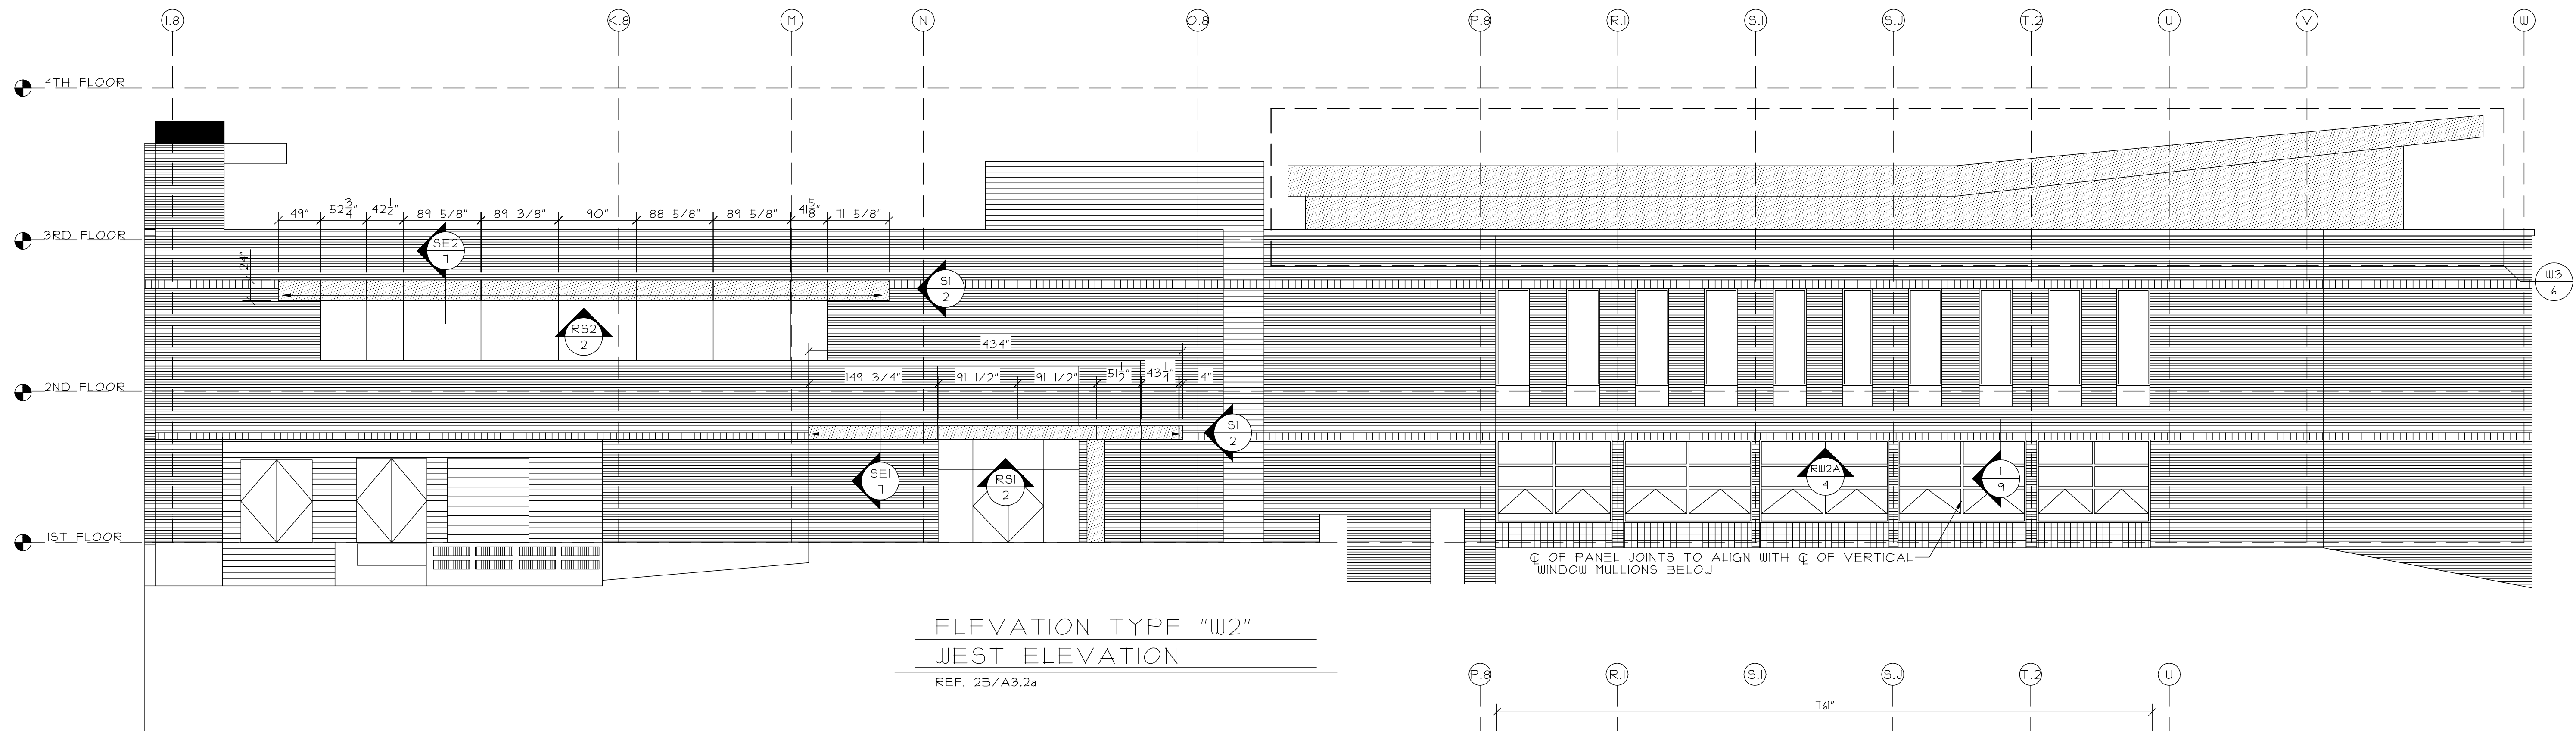 I.8 K.8 M N O.8 P.8 R.I S.I S.J T.2 U V W
4TH FLOOR
49" 52 3/4" 42 1/4" 89 5/8" 89 3/8" 90" 88 5/8" 89 5/8" 41 5/8" 71 5/8"
3RD FLOOR
SE2
7
24"
S1
2
W3
6
RS2
2
434"
149 3/4" 91 1/2" 91 1/2" 51 1/2" 43 1/4" 4"
2ND FLOOR
S1
2
SE1
7
RS1
2
RW2A
4
1
9
1ST FLOOR
℄ OF PANEL JOINTS TO ALIGN WITH ℄ OF VERTICAL
WINDOW MULLIONS BELOW
ELEVATION TYPE "W2"
WEST ELEVATION
REF. 2B/A3.2a
P.8 R.I S.I S.J T.2 U
761"